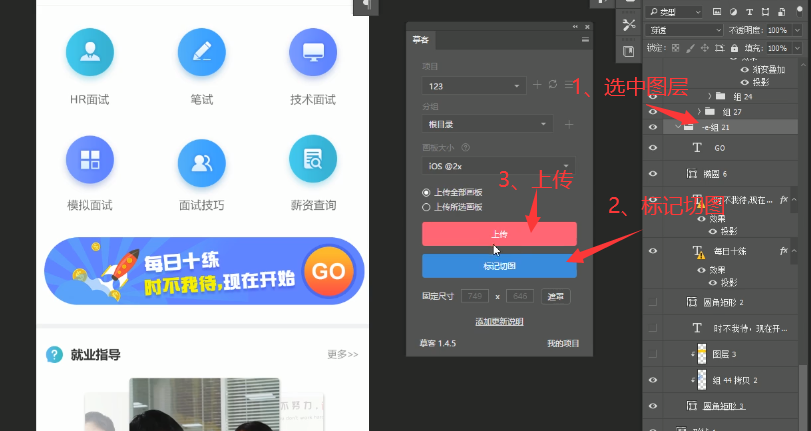 HR面试
笔试
技术面试
模拟面试
面试技巧
薪资查询
每日十练
时不我待,现在开始
GO
就业指导
更多>>
草客
项目
123
分组
根目录
画板大小
iOS @2x
上传全部画板
上传所选画板
上传
标记切图
固定尺寸 749 x 646 遮罩
添加更新说明
草客 1.4.5
我的项目
1、选中图层
2、标记切图
3、上传
类型
穿透
不透明度: 100%
锁定:
填充: 100%
效果
渐变叠加
投影
组 24
组 27
-e-组 21
GO
椭圆 6
时不我待,现在...
fx
效果
投影
每日十练
fx
效果
投影
圆角矩形 2
时不我待,现在开...
图层 3
组 44 拷贝 2
圆角矩形 3